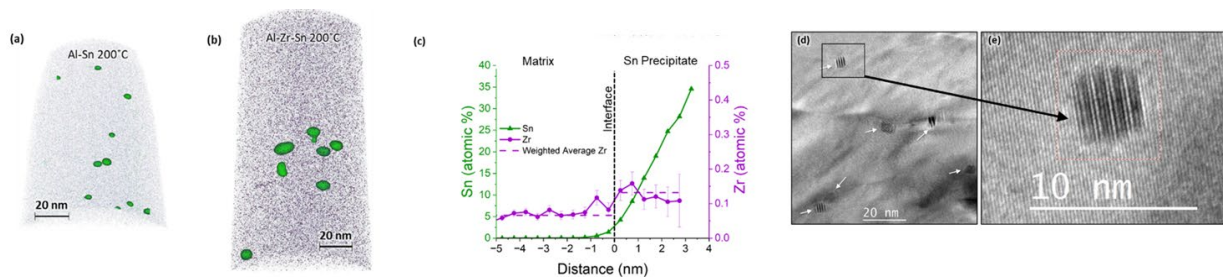 (a)
Al-Sn 200°C
20 nm
(b)
Al-Zr-Sn 200°C
20 nm
(c)
Matrix
Sn Precipitate
Interface
Sn
Zr
Weighted Average Zr
Sn (atomic %)
40
35
30
25
20
15
10
5
0
Zr (atomic %)
0.5
0.4
0.3
0.2
0.1
0.0
-5 -4 -3 -2 -1 0 1 2 3 4
Distance (nm)
(d)
20 nm
(e)
10 nm